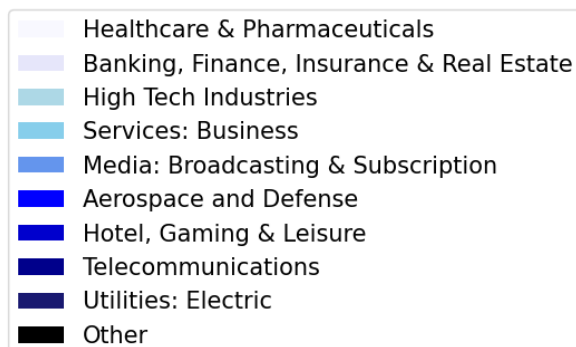 Healthcare & Pharmaceuticals
Banking, Finance, Insurance & Real Estate
High Tech Industries
Services: Business
Media: Broadcasting & Subscription
Aerospace and Defense
Hotel, Gaming & Leisure
Telecommunications
Utilities: Electric
Other